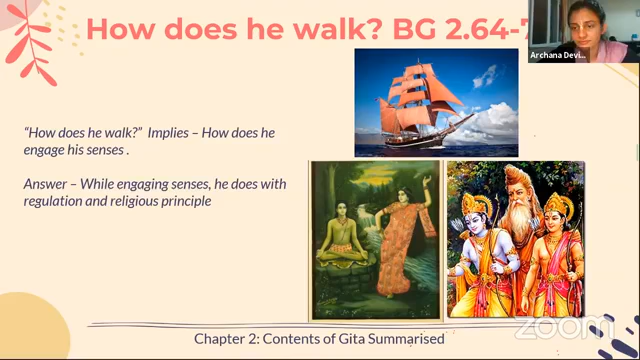 How does he walk? BG 2.64-7
Archana Devi...
“How does he walk?” Implies – How does he
engage his senses .
Answer – While engaging senses, he does with
regulation and religious principle
Chapter 2: Contents of Gita Summarised
zoom